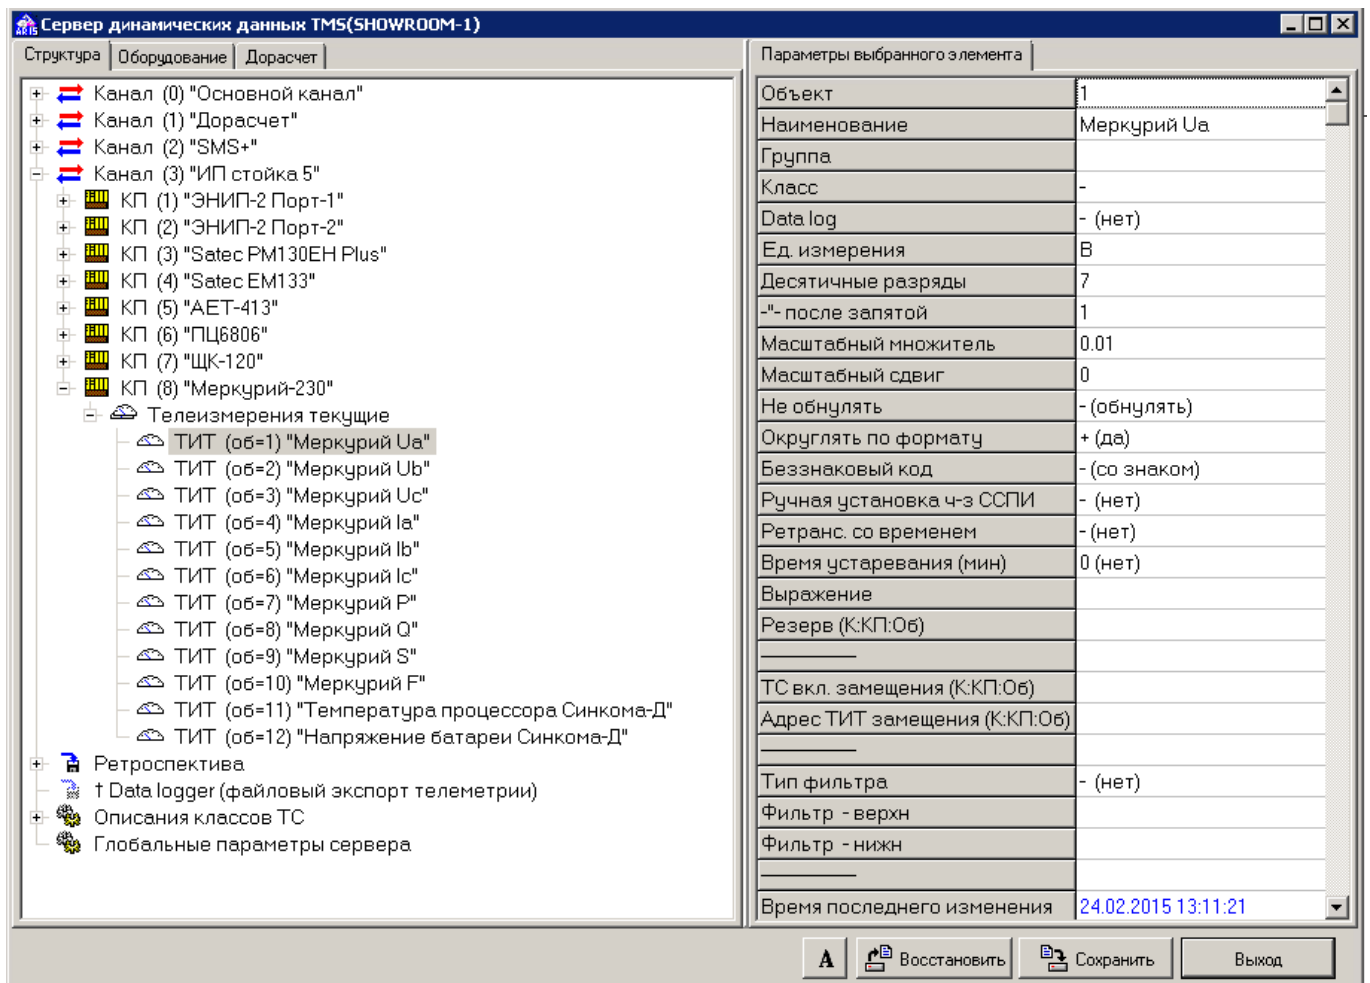 Сервер динамических данных TMS(SHOWROOM-1)
Структура
Оборудование
Дорасчет
Канал (0) "Основной канал"
Канал (1) "Дорасчет"
Канал (2) "SMS+"
Канал (3) "ИП стойка 5"
КП (1) "ЭНИП-2 Порт-1"
КП (2) "ЭНИП-2 Порт-2"
КП (3) "Satec PM130EH Plus"
КП (4) "Satec EM133"
КП (5) "AET-413"
КП (6) "ПЦ6806"
КП (7) "ЩК-120"
КП (8) "Меркурий-230"
Телеизмерения текущие
ТИТ (об=1) "Меркурий Ua"
ТИТ (об=2) "Меркурий Ub"
ТИТ (об=3) "Меркурий Uc"
ТИТ (об=4) "Меркурий Ia"
ТИТ (об=5) "Меркурий Ib"
ТИТ (об=6) "Меркурий Ic"
ТИТ (об=7) "Меркурий P"
ТИТ (об=8) "Меркурий Q"
ТИТ (об=9) "Меркурий S"
ТИТ (об=10) "Меркурий F"
ТИТ (об=11) "Температура процессора Синкома-Д"
ТИТ (об=12) "Напряжение батареи Синкома-Д"
Ретроспектива
† Data logger (файловый экспорт телеметрии)
Описания классов ТС
Глобальные параметры сервера
Параметры выбранного элемента
Объект 1
Наименование Меркурий Ua
Группа
Класс -
Data log - (нет)
Ед. измерения В
Десятичные разряды 7
-"- после запятой 1
Масштабный множитель 0.01
Масштабный сдвиг 0
Не обнулять - (обнулять)
Округлять по формату + (да)
Беззнаковый код - (со знаком)
Ручная установка ч-з ССПИ - (нет)
Ретранс. со временем - (нет)
Время устаревания (мин) 0 (нет)
Выражение
Резерв (К:КП:Об)
ТС вкл. замещения (К:КП:Об)
Адрес ТИТ замещения (К:КП:Об)
Тип фильтра - (нет)
Фильтр - верхн
Фильтр - нижн
Время последнего изменения 24.02.2015 13:11:21
A
Восстановить
Сохранить
Выход